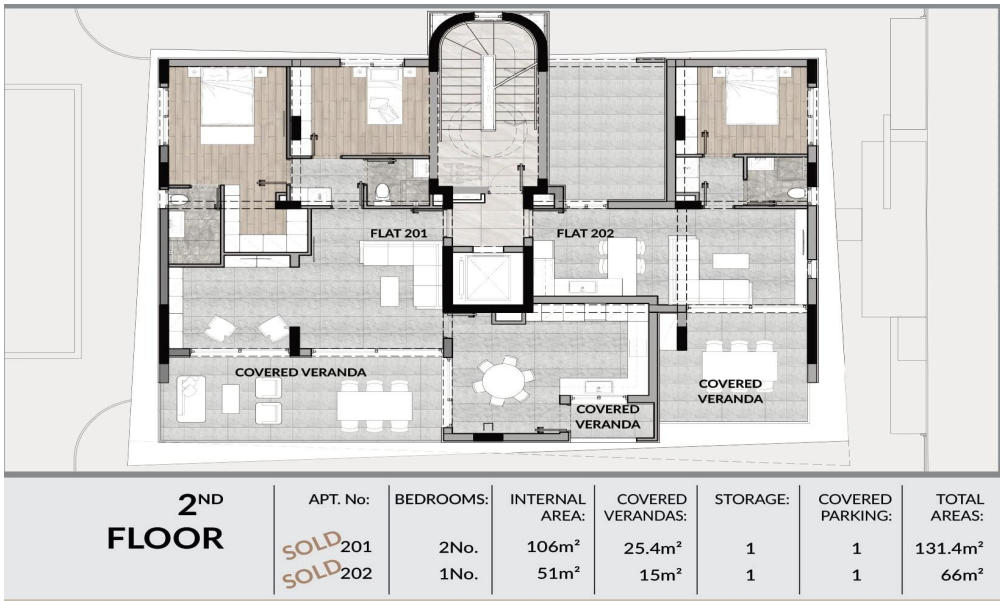 FLAT 201
FLAT 202
COVERED VERANDA
COVERED
VERANDA
COVERED
VERANDA
2ND
FLOOR
APT. No: BEDROOMS: INTERNAL AREA: COVERED VERANDAS: STORAGE: COVERED PARKING: TOTAL AREAS:
SOLD 201 2No. 106m² 25.4m² 1 1 131.4m²
SOLD 202 1No. 51m² 15m² 1 1 66m²